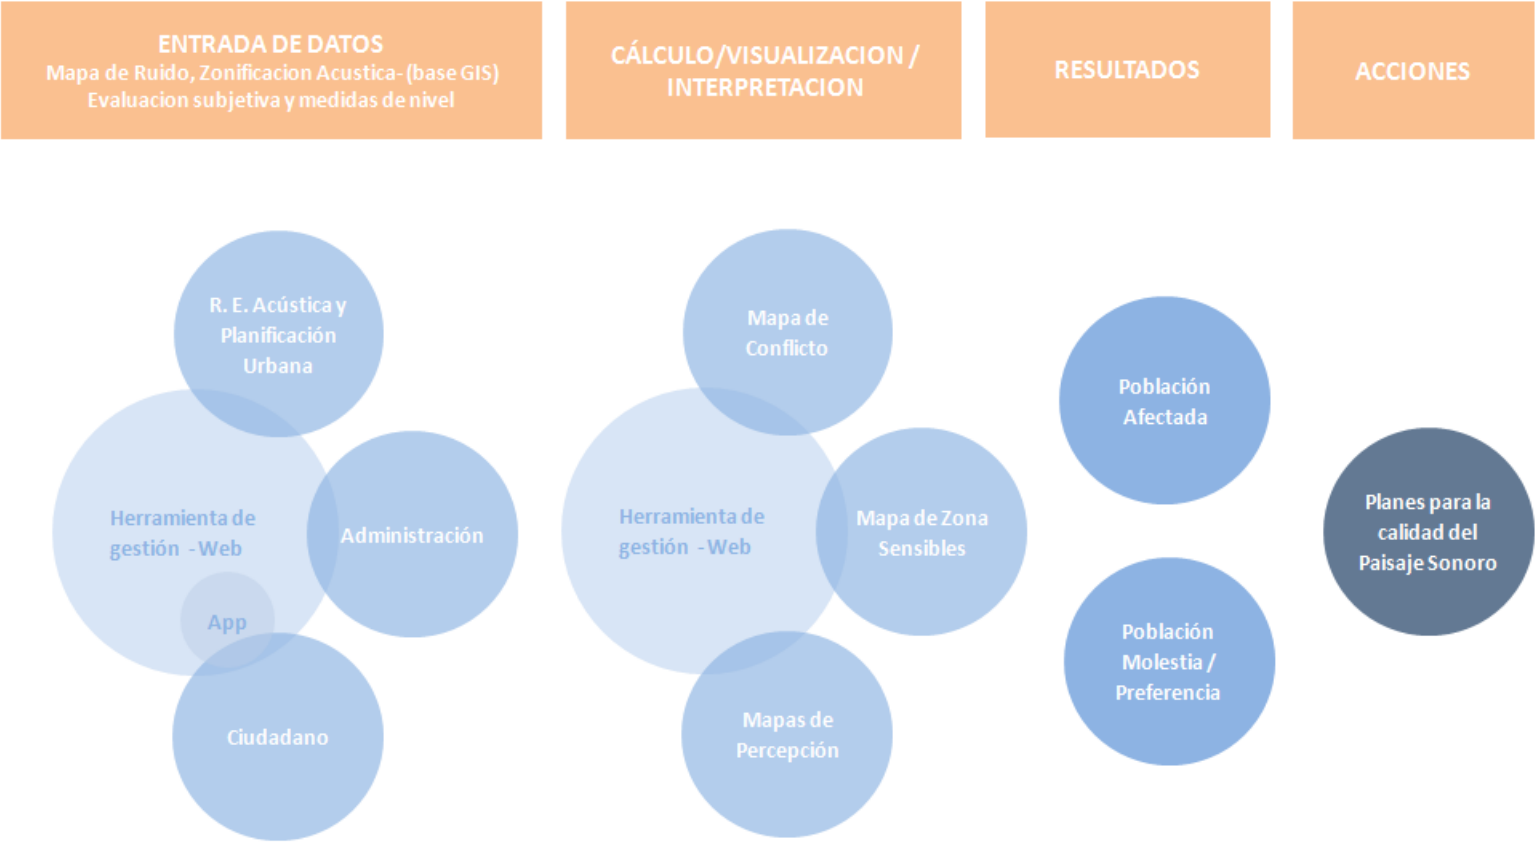 ENTRADA DE DATOS
Mapa de Ruido, Zonificacion Acustica- (base GIS)
Evaluacion subjetiva y medidas de nivel
CÁLCULO/VISUALIZACION /
INTERPRETACION
RESULTADOS
ACCIONES
R. E. Acústica y
Planificación
Urbana
Herramienta de
gestión - Web
Administración
App
Ciudadano
Mapa de
Conflicto
Herramienta de
gestión - Web
Mapa de Zona
Sensibles
Mapas de
Percepción
Población
Afectada
Población
Molestia /
Preferencia
Planes para la
calidad del
Paisaje Sonoro